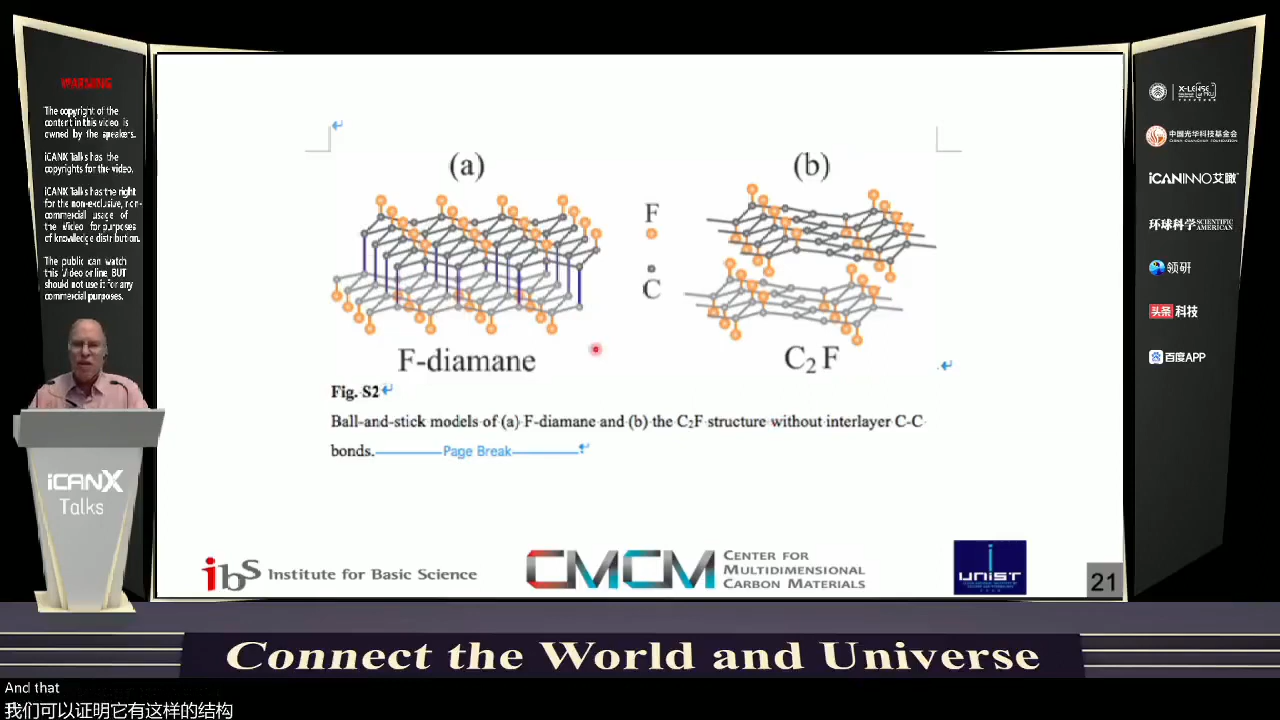 WARNING
The copyright of the
content in this video is
owned by the speakers.
iCANX Talks has the
copyrights for the video.
iCANX Talks has the right
for the non-exclusive, non-
commercial usage of
the Video for purposes
of knowledge distribution.
The public can watch
this Video online, BUT
should not use it for any
commercial purposes.
iCANX
Talks
(a)
(b)
F
C
F-diamane
C₂F
Fig. S2
Ball-and-stick models of (a) F-diamane and (b) the C₂F structure without interlayer C-C
bonds.
Page Break
ibs Institute for Basic Science
CMCM
CENTER FOR
MULTIDIMENSIONAL
CARBON MATERIALS
UNIST
21
中国光华科技基金会
iCANINNO艾瞰
环球科学 SCIENTIFIC AMERICAN
领研
头条 科技
百度APP
Connect the World and Universe
And that
我们可以证明它有这样的结构